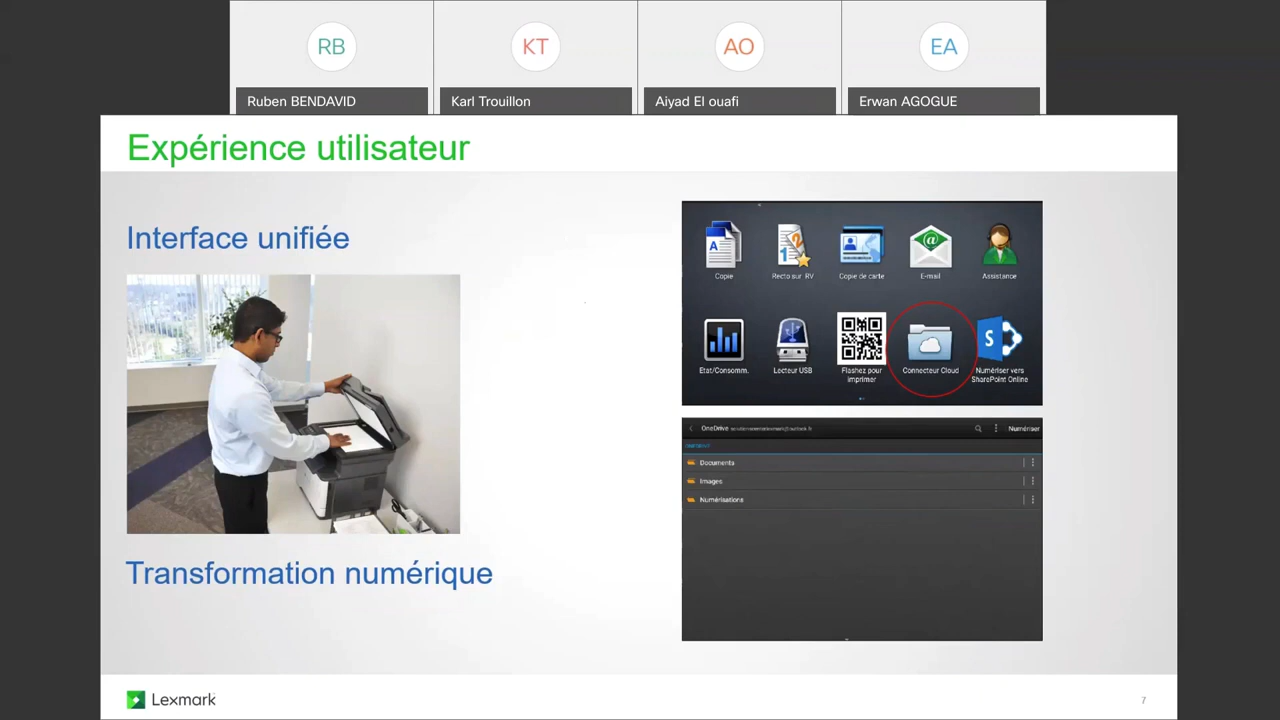 RB
KT
AO
EA
Ruben BENDAVID
Karl Trouillon
Aiyad El ouafi
Erwan AGOGUE
Expérience utilisateur
Interface unifiée
Copie
Recto sur RV
Copie de carte
E-mail
Assistance
Etat/Consomm.
Lecteur USB
Flashez pour
imprimer
Connecteur Cloud
Numériser vers
SharePoint Online
OneDrive
Numériser
Documents
Images
Numérisations
Transformation numérique
Lexmark
7